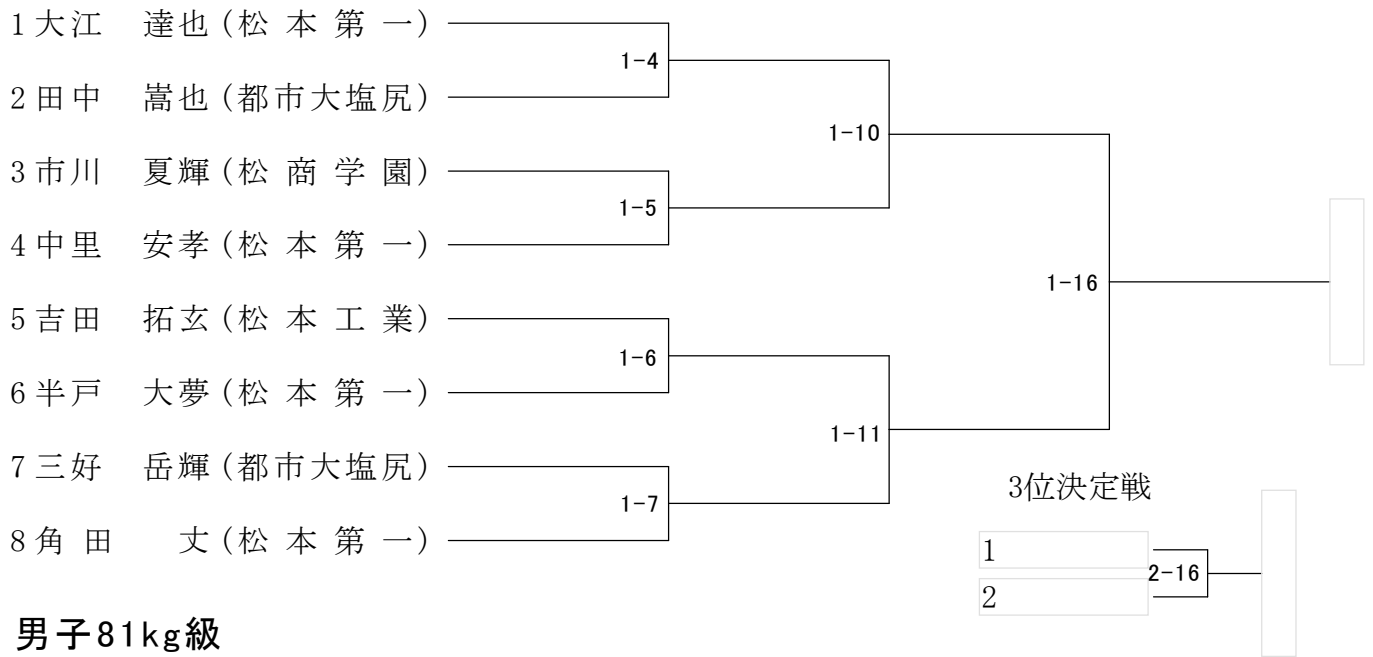 1 大江　達也 (松 本 第 一)
1-4
2 田中　嵩也 (都市大塩尻)
1-10
3 市川　夏輝 (松 商 学 園)
1-5
4 中里　安孝 (松 本 第 一)
1-16
5 吉田　拓玄 (松 本 工 業)
1-6
6 半戸　大夢 (松 本 第 一)
1-11
7 三好　岳輝 (都市大塩尻)
3位決定戦
1-7
8 角 田　　丈 (松 本 第 一)
1
2-16
2
男子81kg級